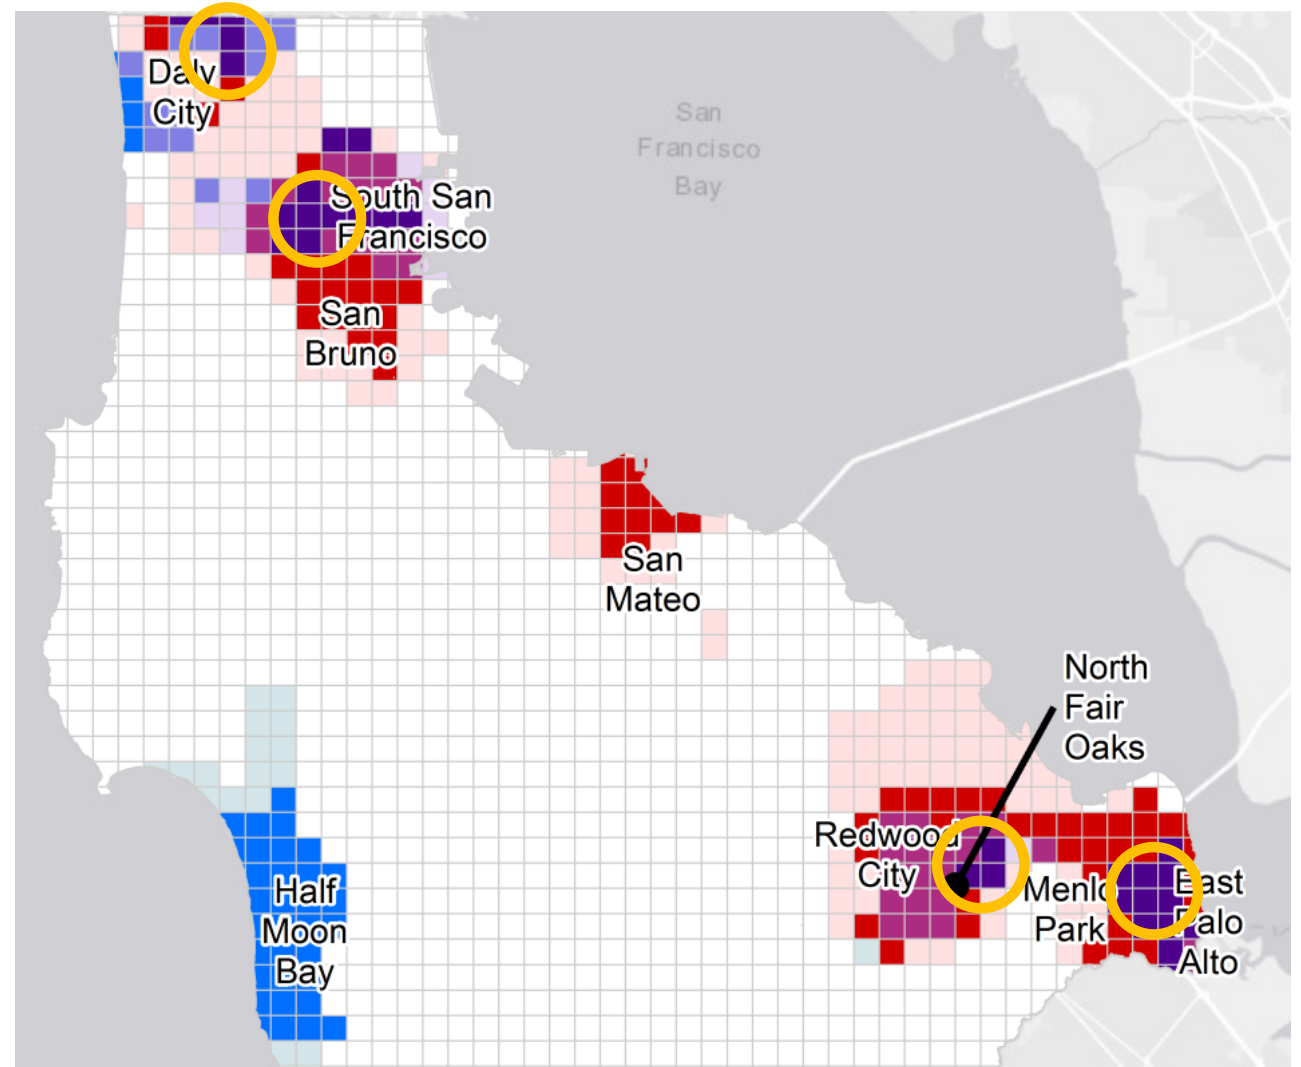 Daly
City
San
Francisco
Bay
South San
Francisco
San
Bruno
San
Mateo
North
Fair
Oaks
Redwood
City
Menlo
Park
East
Palo
Alto
Half
Moon
Bay